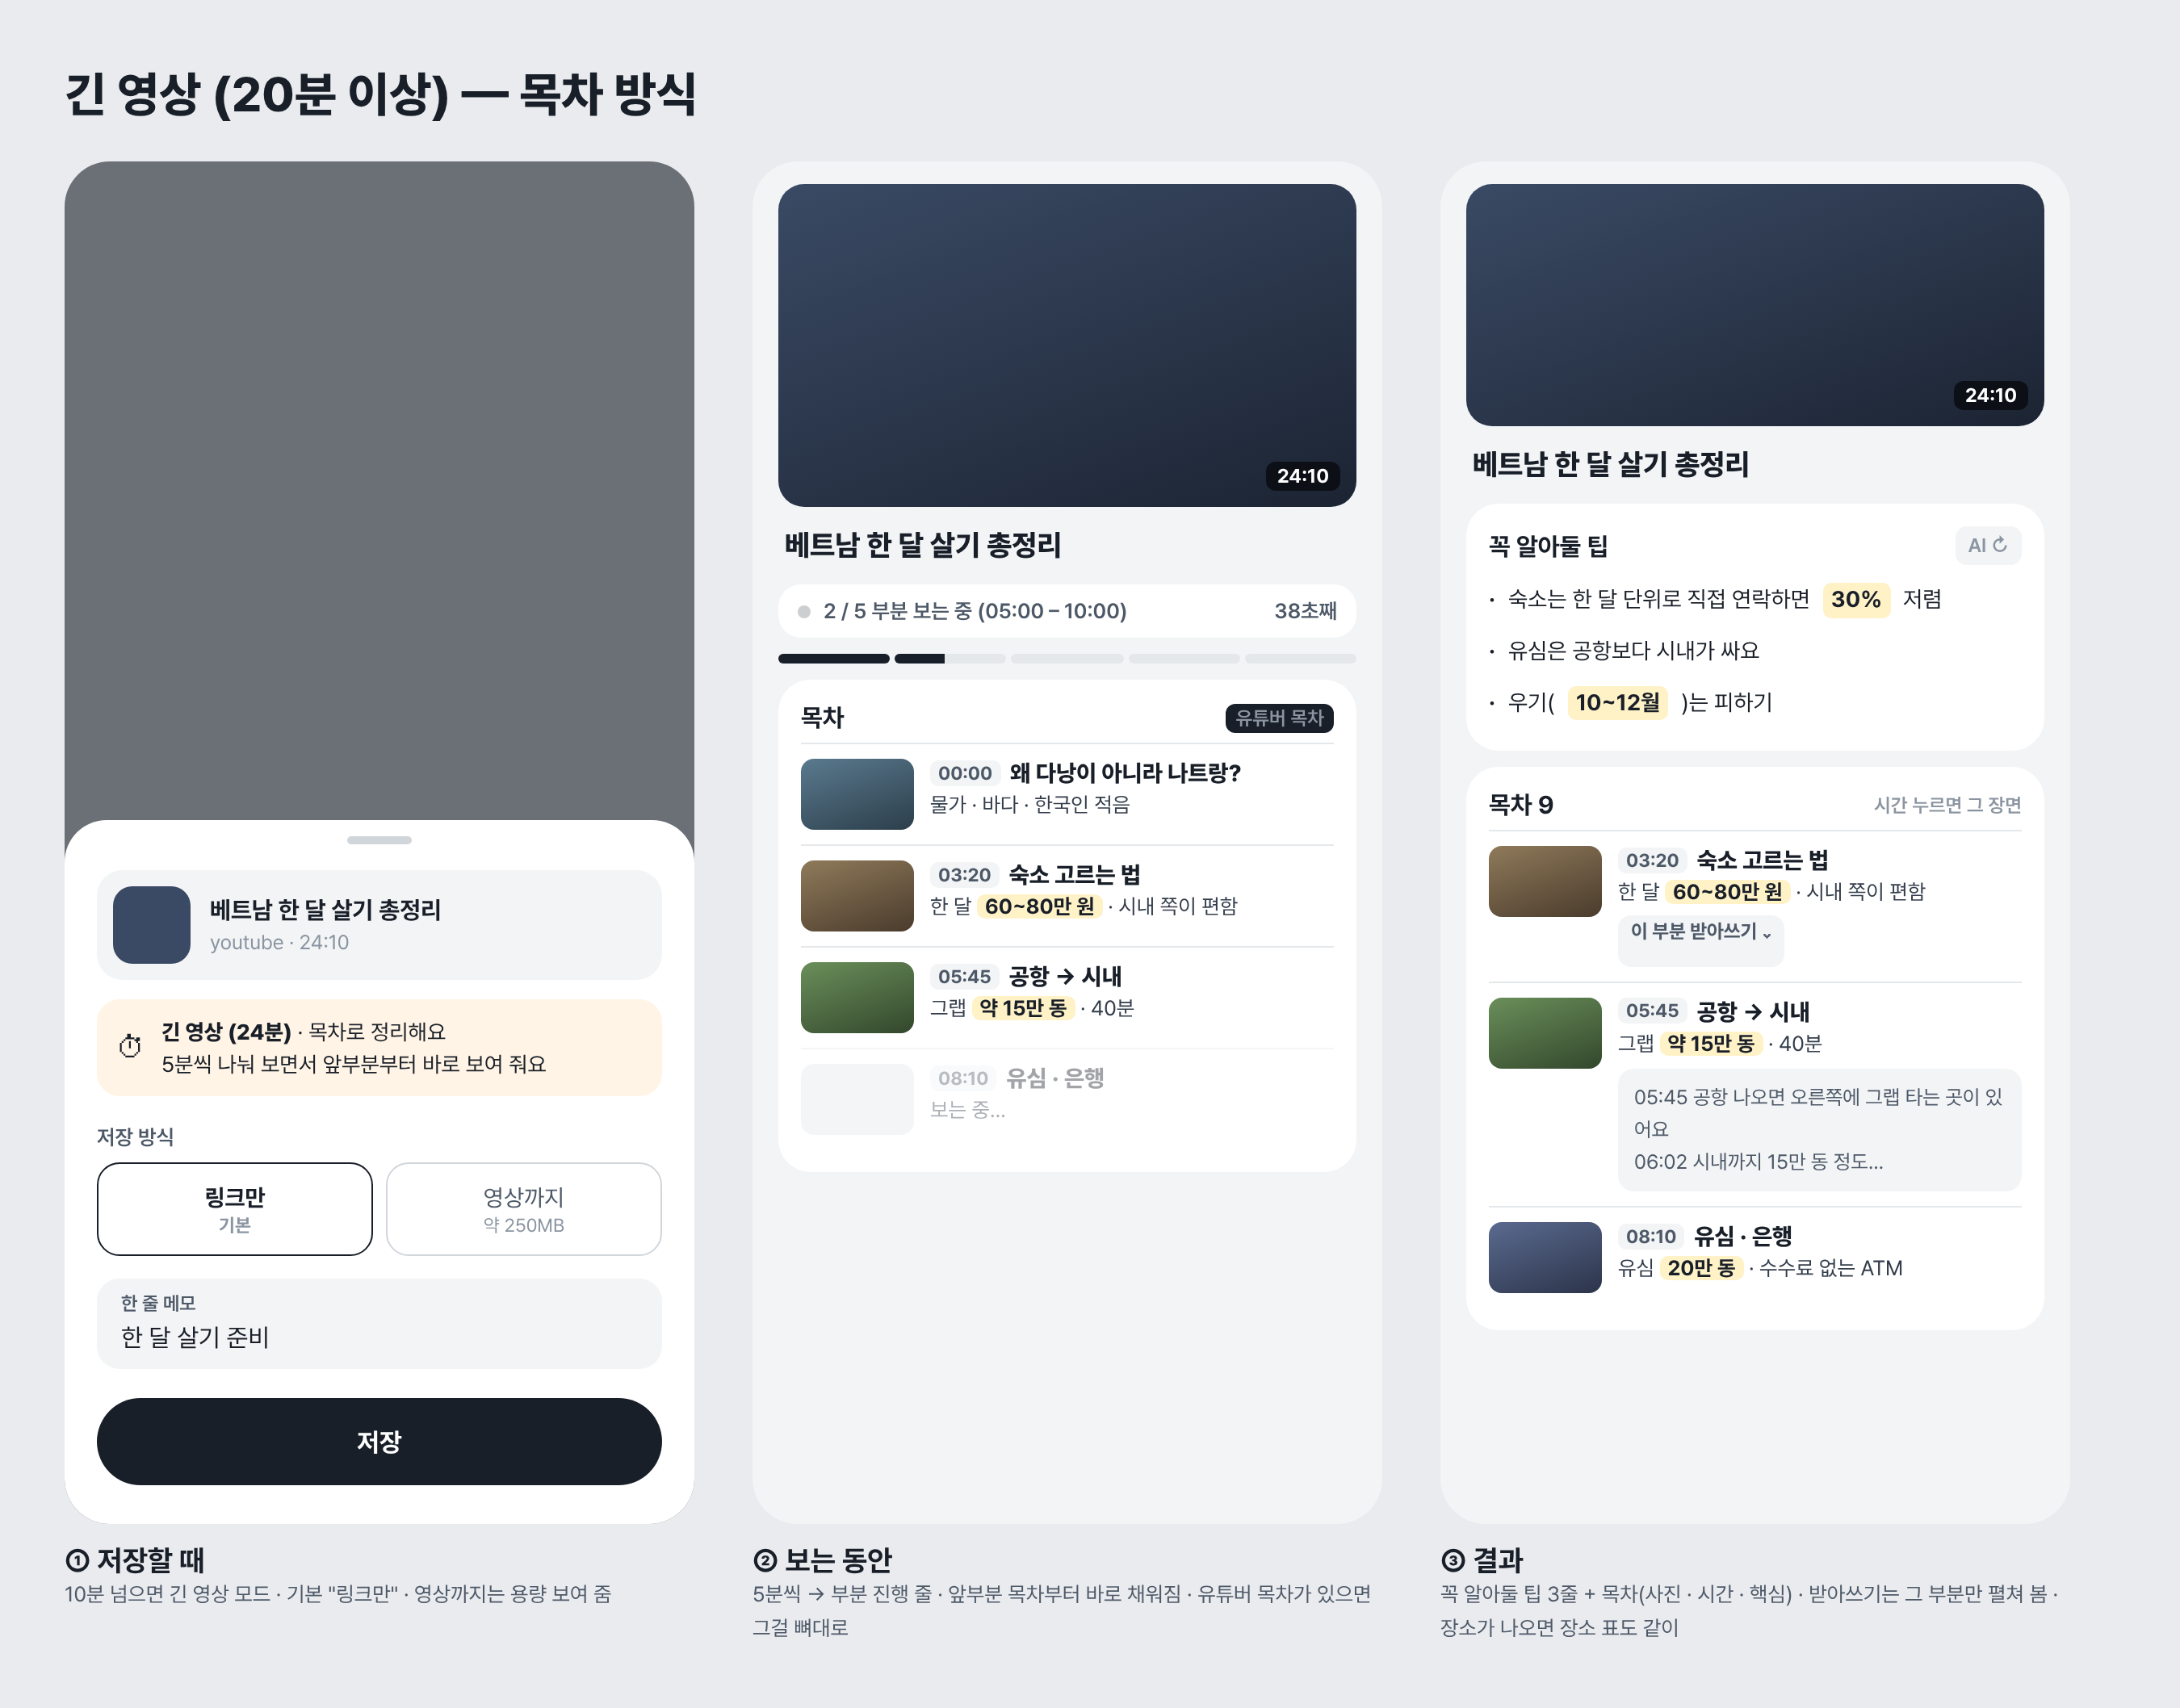 긴 영상 (20분 이상) — 목차 방식
베트남 한 달 살기 총정리
youtube · 24:10
긴 영상 (24분) · 목차로 정리해요
5분씩 나눠 보면서 앞부분부터 바로 보여 줘요
저장 방식
링크만
기본
영상까지
약 250MB
한 줄 메모
한 달 살기 준비
저장
① 저장할 때
10분 넘으면 긴 영상 모드 · 기본 "링크만" · 영상까지는 용량 보여 줌
24:10
베트남 한 달 살기 총정리
2 / 5 부분 보는 중 (05:00 – 10:00) 38초째
목차 유튜버 목차
00:00 왜 다낭이 아니라 나트랑?
물가 · 바다 · 한국인 적음
03:20 숙소 고르는 법
한 달 60~80만 원 · 시내 쪽이 편함
05:45 공항 → 시내
그랩 약 15만 동 · 40분
08:10 유심 · 은행
보는 중...
② 보는 동안
5분씩 → 부분 진행 줄 · 앞부분 목차부터 바로 채워짐 · 유튜버 목차가 있으면
그걸 뼈대로
24:10
베트남 한 달 살기 총정리
꼭 알아둘 팁 AI ↻
· 숙소는 한 달 단위로 직접 연락하면 30% 저렴
· 유심은 공항보다 시내가 싸요
· 우기( 10~12월 )는 피하기
목차 9 시간 누르면 그 장면
03:20 숙소 고르는 법
한 달 60~80만 원 · 시내 쪽이 편함
이 부분 받아쓰기 ⌄
05:45 공항 → 시내
그랩 약 15만 동 · 40분
05:45 공항 나오면 오른쪽에 그랩 타는 곳이 있
어요
06:02 시내까지 15만 동 정도...
08:10 유심 · 은행
유심 20만 동 · 수수료 없는 ATM
③ 결과
꼭 알아둘 팁 3줄 + 목차(사진 · 시간 · 핵심) · 받아쓰기는 그 부분만 펼쳐 봄 ·
장소가 나오면 장소 표도 같이